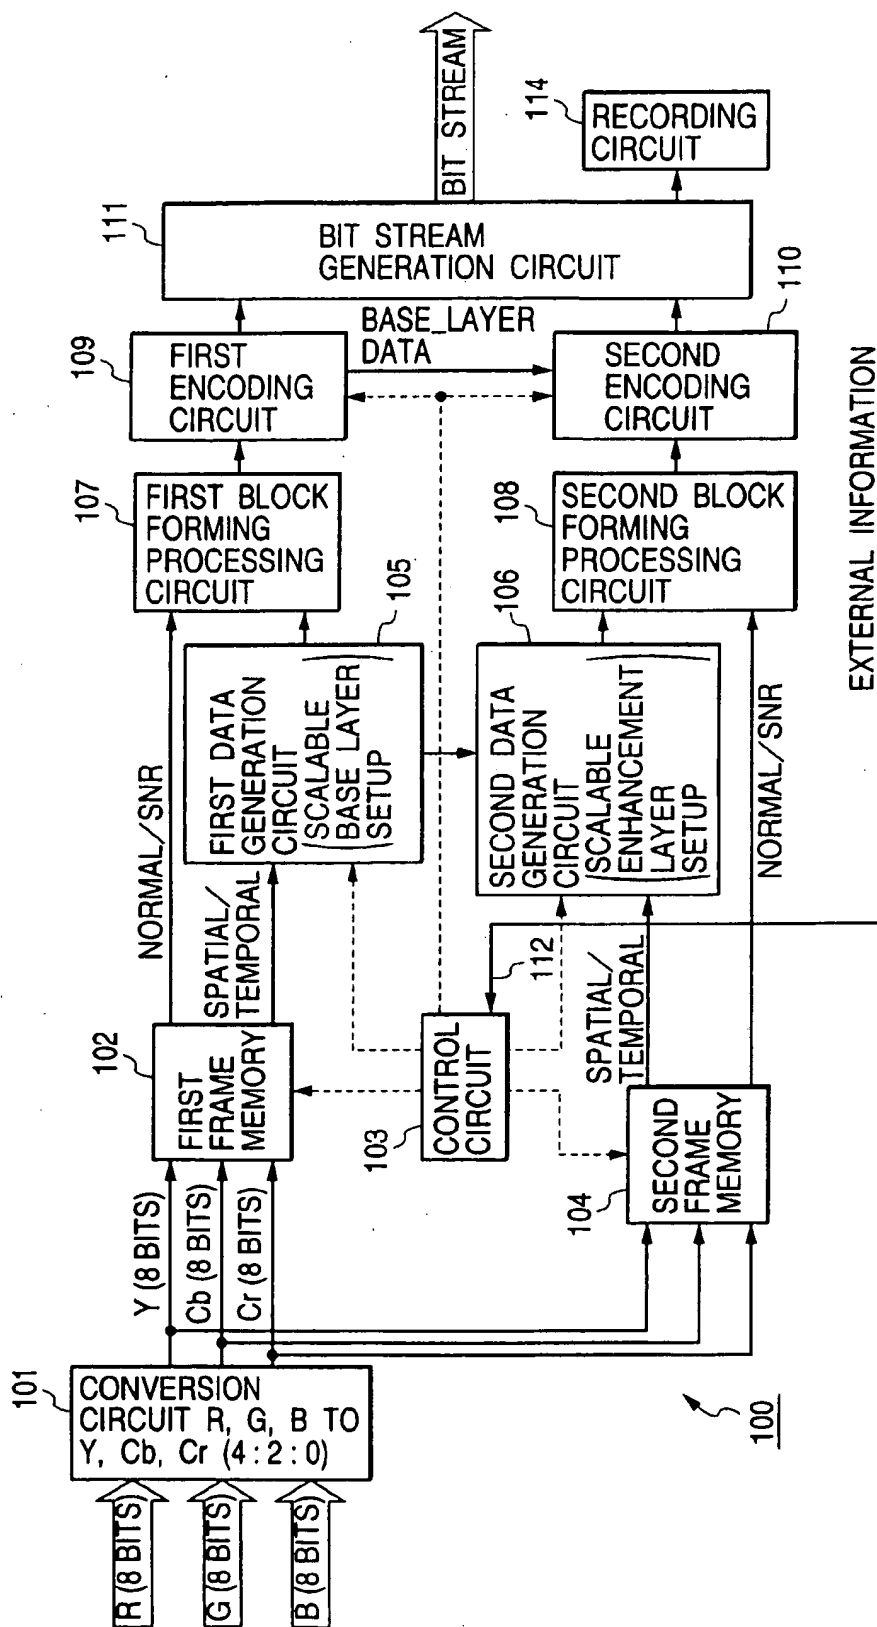 R (8 BITS)
G (8 BITS)
B (8 BITS)
101
CONVERSION
CIRCUIT R, G, B TO
Y, Cb, Cr (4:2:0)
Y (8 BITS)
Cb (8 BITS)
Cr (8 BITS)
100
102
FIRST
FRAME
MEMORY
103
CONTROL
CIRCUIT
104
SECOND
FRAME
MEMORY
NORMAL/SNR
SPATIAL/
TEMPORAL
112
SPATIAL/
TEMPORAL
NORMAL/SNR
FIRST DATA
GENERATION
CIRCUIT
(SCALABLE
BASE LAYER
SETUP)
105
SECOND DATA
GENERATION
CIRCUIT
(SCALABLE
ENHANCEMENT
LAYER
SETUP)
106
107
FIRST BLOCK
FORMING
PROCESSING
CIRCUIT
108
SECOND BLOCK
FORMING
PROCESSING
CIRCUIT
109
FIRST
ENCODING
CIRCUIT
BASE_LAYER
DATA
SECOND
ENCODING
CIRCUIT
110
111
BIT STREAM
GENERATION CIRCUIT
BIT STREAM
114
RECORDING
CIRCUIT
EXTERNAL INFORMATION